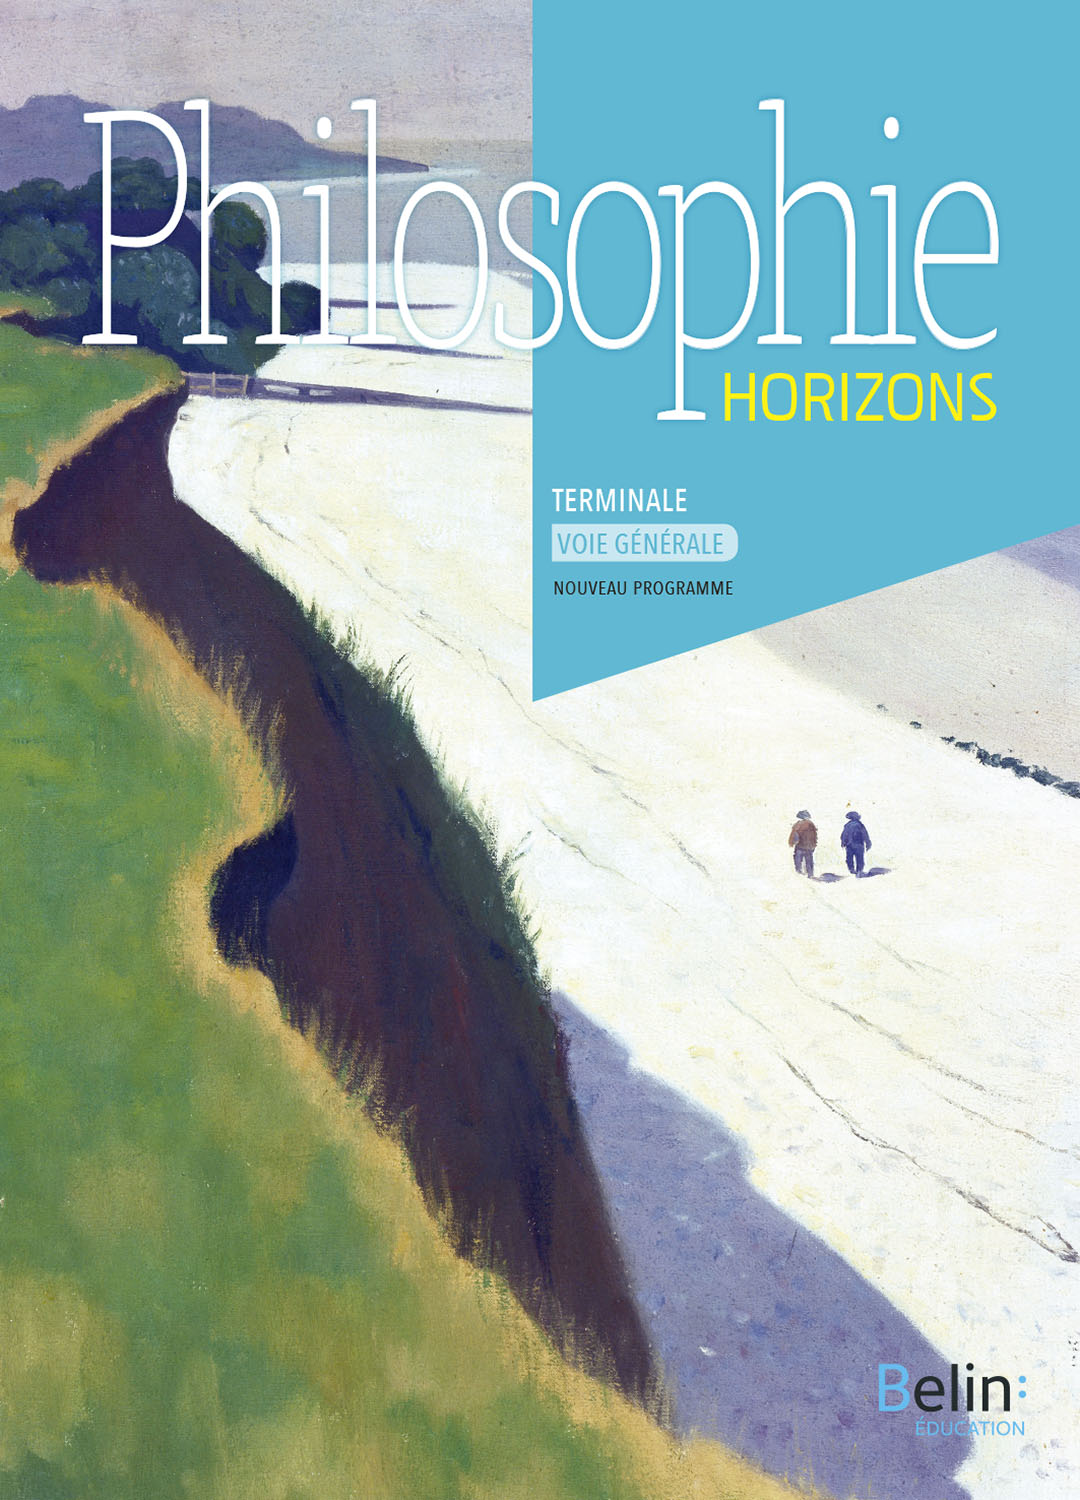 Philosophie
HORIZONS
TERMINALE
VOIE GÉNÉRALE
NOUVEAU PROGRAMME
Belin:
ÉDUCATION